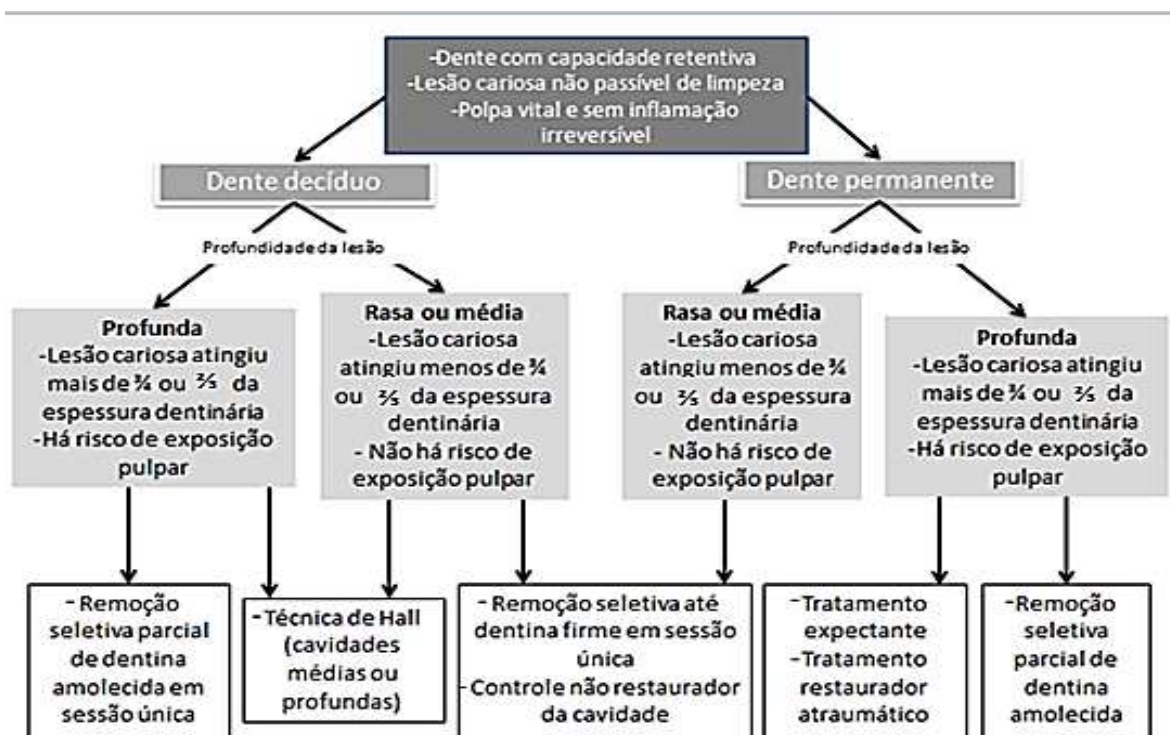 -Dente com capacidade retentiva
-Lesão cariosa não passível de limpeza
-Polpa vital e sem inflamação
irreversível
Dente decíduo
Dente permanente
Profundidade da lesão
Profundidade da lesão
Profunda
-Lesão cariosa atingiu
mais de ¾ ou ⅔ da
espessura dentinária
-Há risco de exposição
pulpar
Rasa ou média
-Lesão cariosa
atingiu menos de ¾
ou ⅔ da espessura
dentinária
- Não há risco de
exposição pulpar
Rasa ou média
-Lesão cariosa
atingiu menos de ¾
ou ⅔ da espessura
dentinária
- Não há risco de
exposição pulpar
Profunda
-Lesão cariosa atingiu
mais de ¾ ou ⅔ da
espessura dentinária
-Há risco de exposição
pulpar
- Remoção
seletiva parcial
de dentina
amolecida em
sessão única
-Técnica de Hall
(cavidades
médias ou
profundas)
- Remoção seletiva até
dentina firme em sessão
única
- Controle não restaurador
da cavidade
-Tratamento
expectante
-Tratamento
restaurador
atraumático
-Remoção
seletiva
parcial de
dentina
amolecida